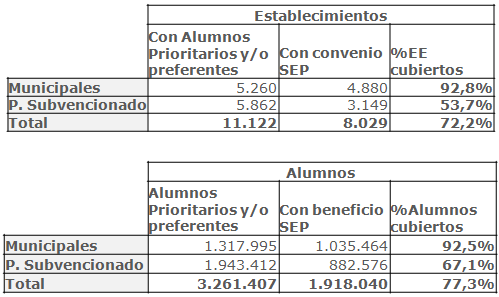 Establecimientos
Con Alumnos Prioritarios y/o preferentes Con convenio SEP %EE cubiertos
Municipales 5.260 4.880 92,8%
P. Subvencionado 5.862 3.149 53,7%
Total 11.122 8.029 72,2%
Alumnos
Alumnos Prioritarios y/o preferentes Con beneficio SEP %Alumnos cubiertos
Municipales 1.317.995 1.035.464 92,5%
P. Subvencionado 1.943.412 882.576 67,1%
Total 3.261.407 1.918.040 77,3%